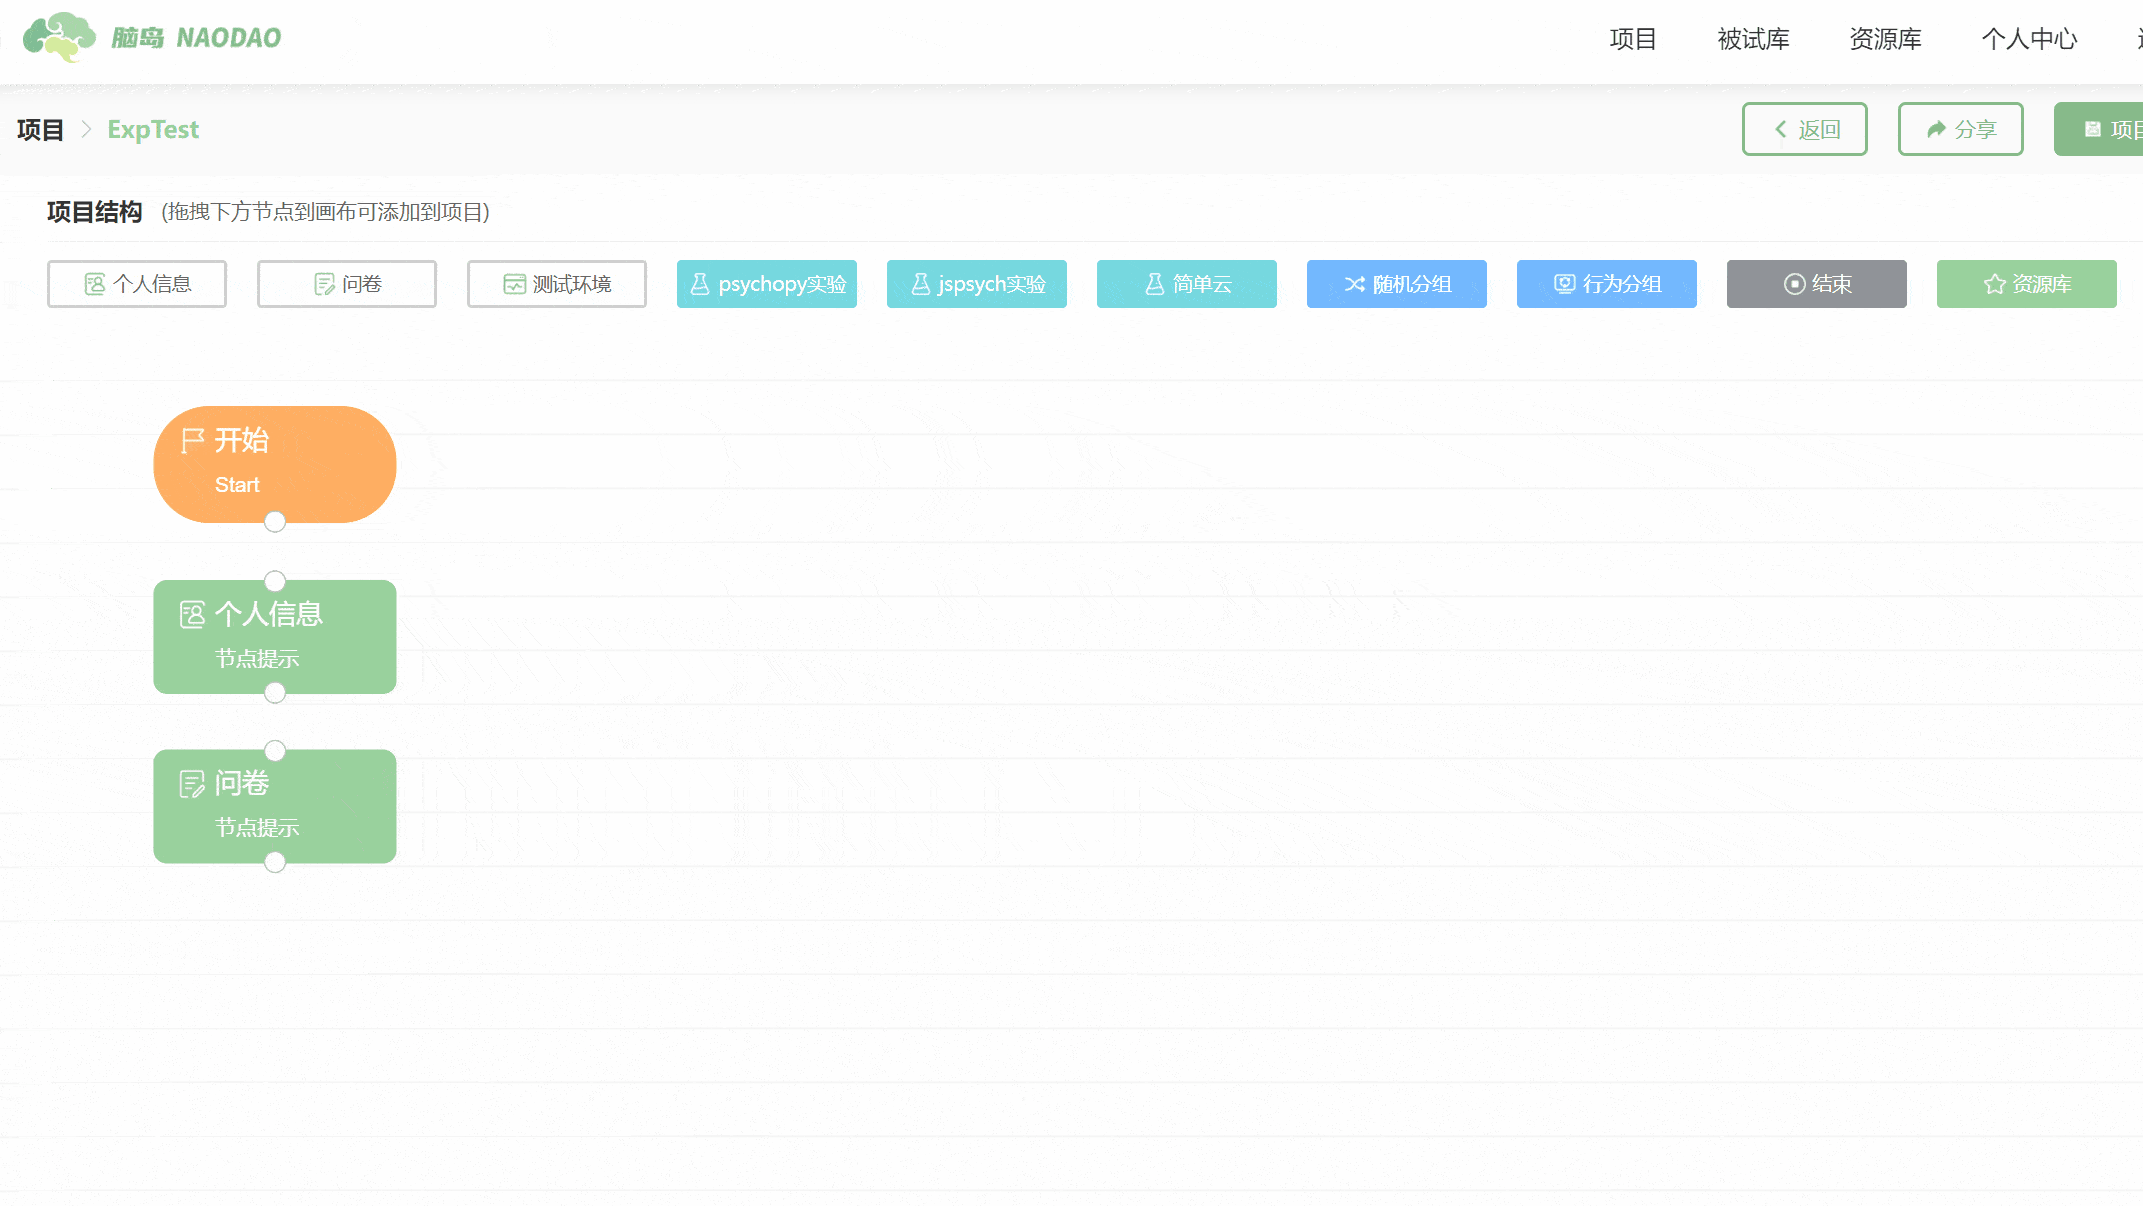 脑岛 NAODAO
项目 被试库 资源库 个人中心
项目 > ExpTest
返回 分享 项目
项目结构 (拖拽下方节点到画布可添加到项目)
个人信息 问卷 测试环境 psychopy实验 jspsych实验 简单云 随机分组 行为分组 结束 资源库
开始
Start
个人信息
节点提示
问卷
节点提示